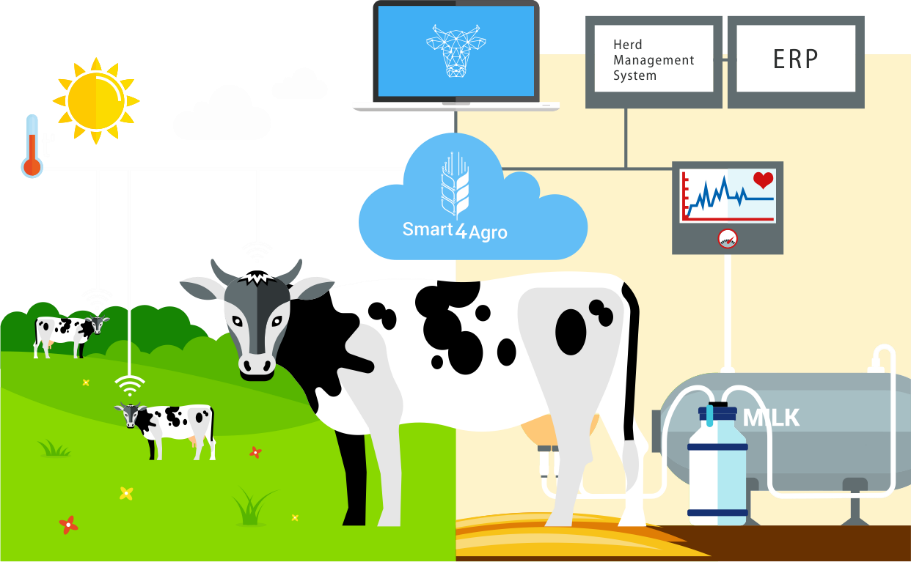 Herd
Management
System
ERP
Smart4Agro
MILK